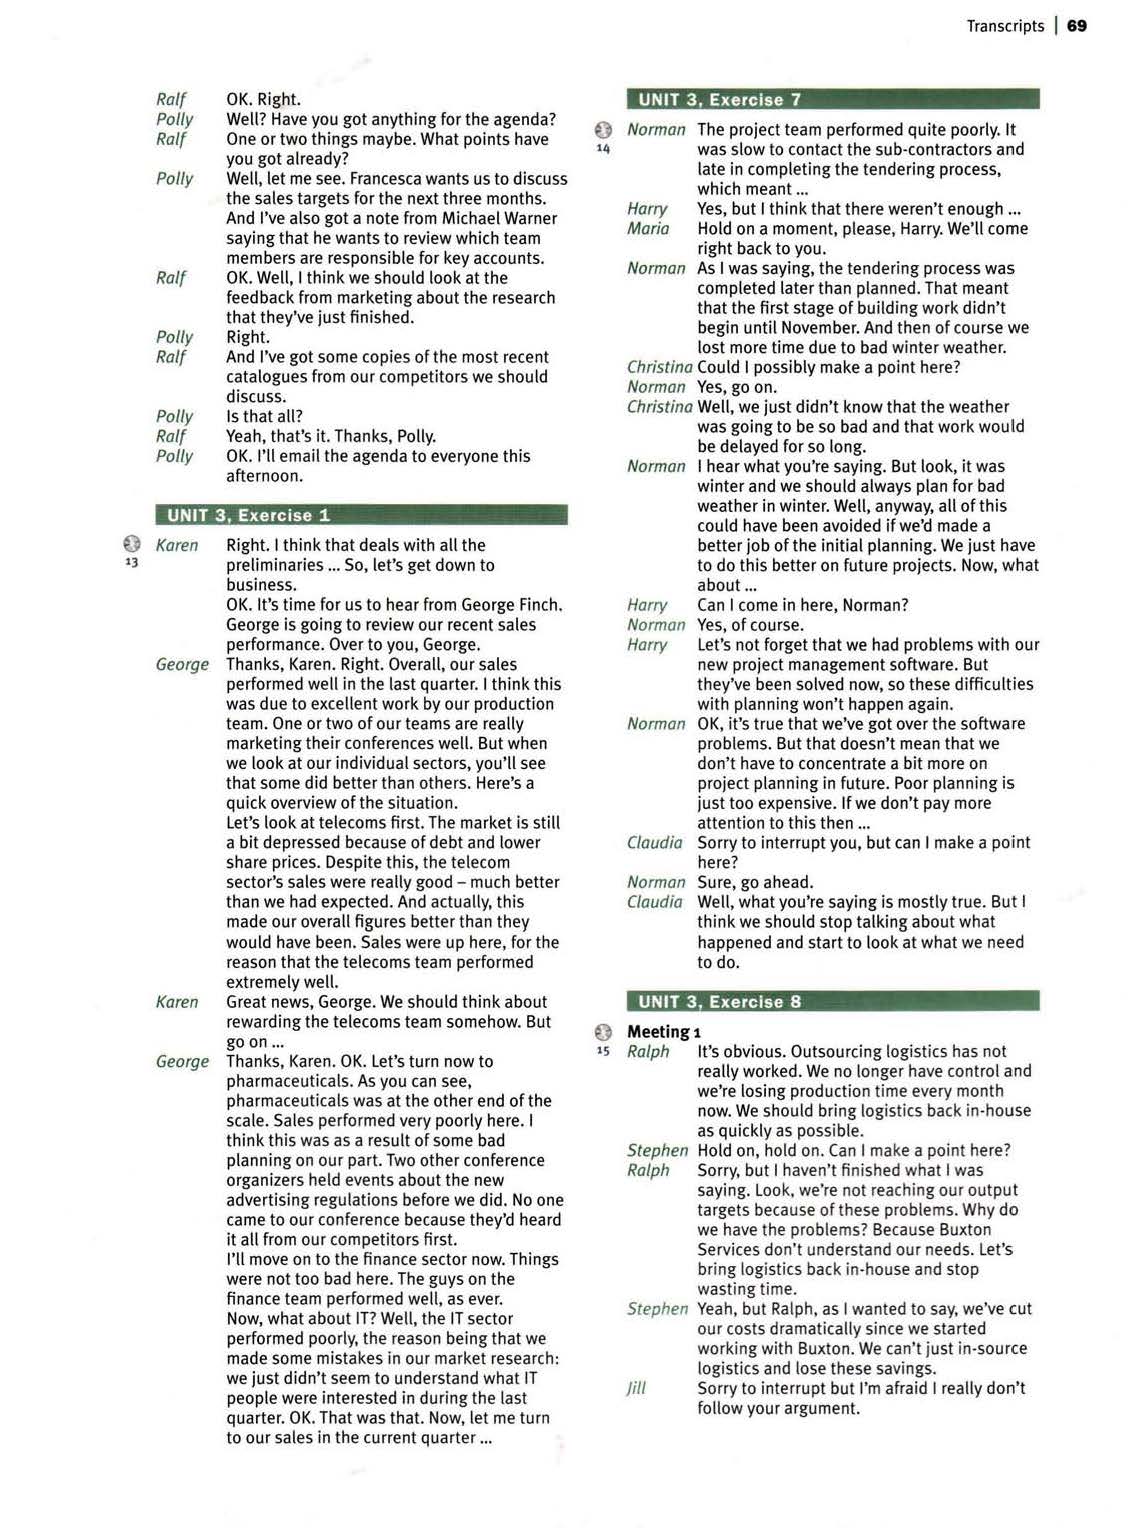 Transcripts | 69
Ralf OK. Right.
Polly Well? Have you got anything for the agenda?
Ralf One or two things maybe. What points have
you got already?
Polly Well, let me see. Francesca wants us to discuss
the sales targets for the next three months.
And I've also got a note from Michael Warner
saying that he wants to review which team
members are responsible for key accounts.
Ralf OK. Well, I think we should look at the
feedback from marketing about the research
that they've just finished.
Polly Right.
Ralf And I've got some copies of the most recent
catalogues from our competitors we should
discuss.
Polly Is that all?
Ralf Yeah, that's it. Thanks, Polly.
Polly OK. I'll email the agenda to everyone this
afternoon.
UNIT 3, Exercise 1
13
Karen Right. I think that deals with all the
preliminaries ... So, let's get down to
business.
OK. It's time for us to hear from George Finch.
George is going to review our recent sales
performance. Over to you, George.
George Thanks, Karen. Right. Overall, our sales
performed well in the last quarter. I think this
was due to excellent work by our production
team. One or two of our teams are really
marketing their conferences well. But when
we look at our individual sectors, you'll see
that some did better than others. Here's a
quick overview of the situation.
Let's look at telecoms first. The market is still
a bit depressed because of debt and lower
share prices. Despite this, the telecom
sector's sales were really good – much better
than we had expected. And actually, this
made our overall figures better than they
would have been. Sales were up here, for the
reason that the telecoms team performed
extremely well.
Karen Great news, George. We should think about
rewarding the telecoms team somehow. But
go on ...
George Thanks, Karen. OK. Let's turn now to
pharmaceuticals. As you can see,
pharmaceuticals was at the other end of the
scale. Sales performed very poorly here. I
think this was as a result of some bad
planning on our part. Two other conference
organizers held events about the new
advertising regulations before we did. No one
came to our conference because they'd heard
it all from our competitors first.
I'll move on to the finance sector now. Things
were not too bad here. The guys on the
finance team performed well, as ever.
Now, what about IT? Well, the IT sector
performed poorly, the reason being that we
made some mistakes in our market research:
we just didn't seem to understand what IT
people were interested in during the last
quarter. OK. That was that. Now, let me turn
to our sales in the current quarter ...
UNIT 3, Exercise 7
14
Norman The project team performed quite poorly. It
was slow to contact the sub-contractors and
late in completing the tendering process,
which meant ...
Harry Yes, but I think that there weren't enough ...
Maria Hold on a moment, please, Harry. We'll come
right back to you.
Norman As I was saying, the tendering process was
completed later than planned. That meant
that the first stage of building work didn't
begin until November. And then of course we
lost more time due to bad winter weather.
Christina Could I possibly make a point here?
Norman Yes, go on.
Christina Well, we just didn't know that the weather
was going to be so bad and that work would
be delayed for so long.
Norman I hear what you're saying. But look, it was
winter and we should always plan for bad
weather in winter. Well, anyway, all of this
could have been avoided if we'd made a
better job of the initial planning. We just have
to do this better on future projects. Now, what
about ...
Harry Can I come in here, Norman?
Norman Yes, of course.
Harry Let's not forget that we had problems with our
new project management software. But
they've been solved now, so these difficulties
with planning won't happen again.
Norman OK, it's true that we've got over the software
problems. But that doesn't mean that we
don't have to concentrate a bit more on
project planning in future. Poor planning is
just too expensive. If we don't pay more
attention to this then ...
Claudia Sorry to interrupt you, but can I make a point
here?
Norman Sure, go ahead.
Claudia Well, what you're saying is mostly true. But I
think we should stop talking about what
happened and start to look at what we need
to do.
UNIT 3, Exercise 8
Meeting 1
15
Ralph It's obvious. Outsourcing logistics has not
really worked. We no longer have control and
we're losing production time every month
now. We should bring logistics back in-house
as quickly as possible.
Stephen Hold on, hold on. Can I make a point here?
Ralph Sorry, but I haven't finished what I was
saying. Look, we're not reaching our output
targets because of these problems. Why do
we have the problems? Because Buxton
Services don't understand our needs. Let's
bring logistics back in-house and stop
wasting time.
Stephen Yeah, but Ralph, as I wanted to say, we've cut
our costs dramatically since we started
working with Buxton. We can't just in-source
logistics and lose these savings.
Jill Sorry to interrupt but I'm afraid I really don't
follow your argument.